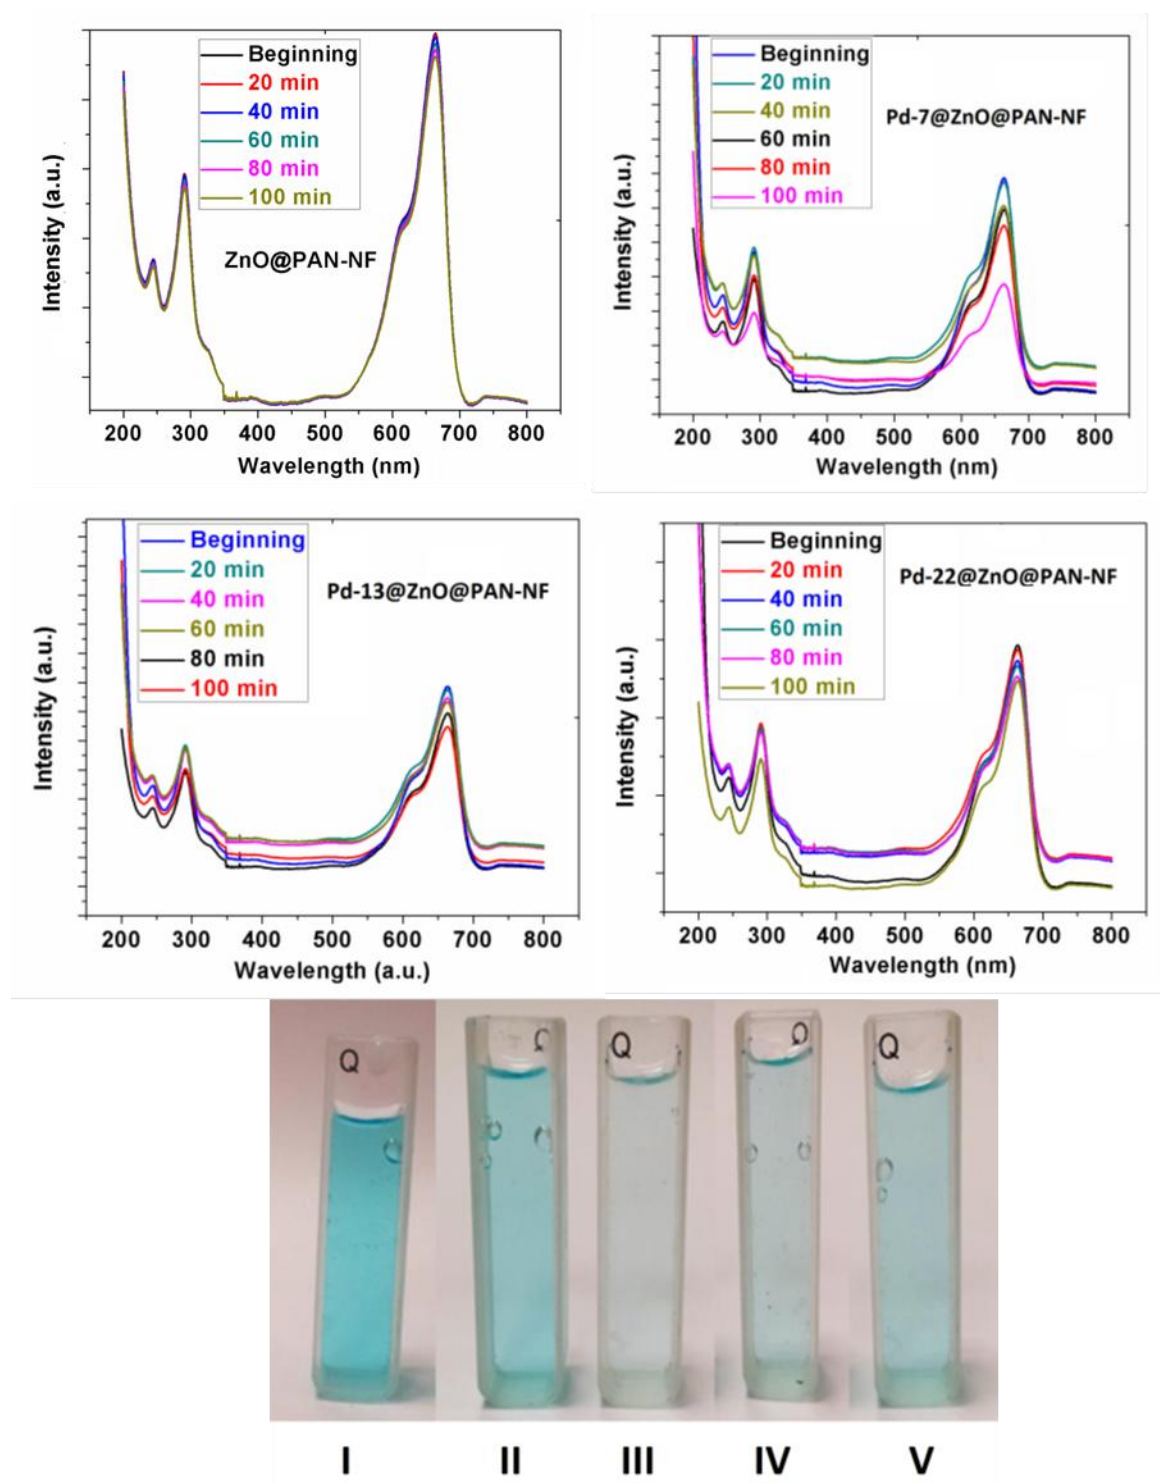 Beginning
20 min
40 min
60 min
80 min
100 min
ZnO@PAN-NF
Intensity (a.u.)
200 300 400 500 600 700 800
Wavelength (nm)
Beginning
20 min
40 min
60 min
80 min
100 min
Pd-7@ZnO@PAN-NF
Intensity (a.u.)
200 300 400 500 600 700 800
Wavelength (nm)
Beginning
20 min
40 min
60 min
80 min
100 min
Pd-13@ZnO@PAN-NF
Intensity (a.u.)
200 300 400 500 600 700 800
Wavelength (a.u.)
Beginning
20 min
40 min
60 min
80 min
100 min
Pd-22@ZnO@PAN-NF
Intensity (a.u.)
200 300 400 500 600 700 800
Wavelength (nm)
Q Q Q Q Q
I II III IV V